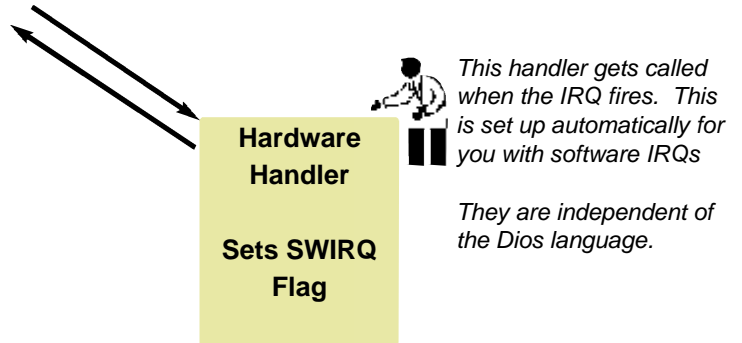 Hardware
Handler
Sets SWIRQ
Flag
This handler gets called
when the IRQ fires.  This
is set up automatically for
you with software IRQs
They are independent of
the Dios language.